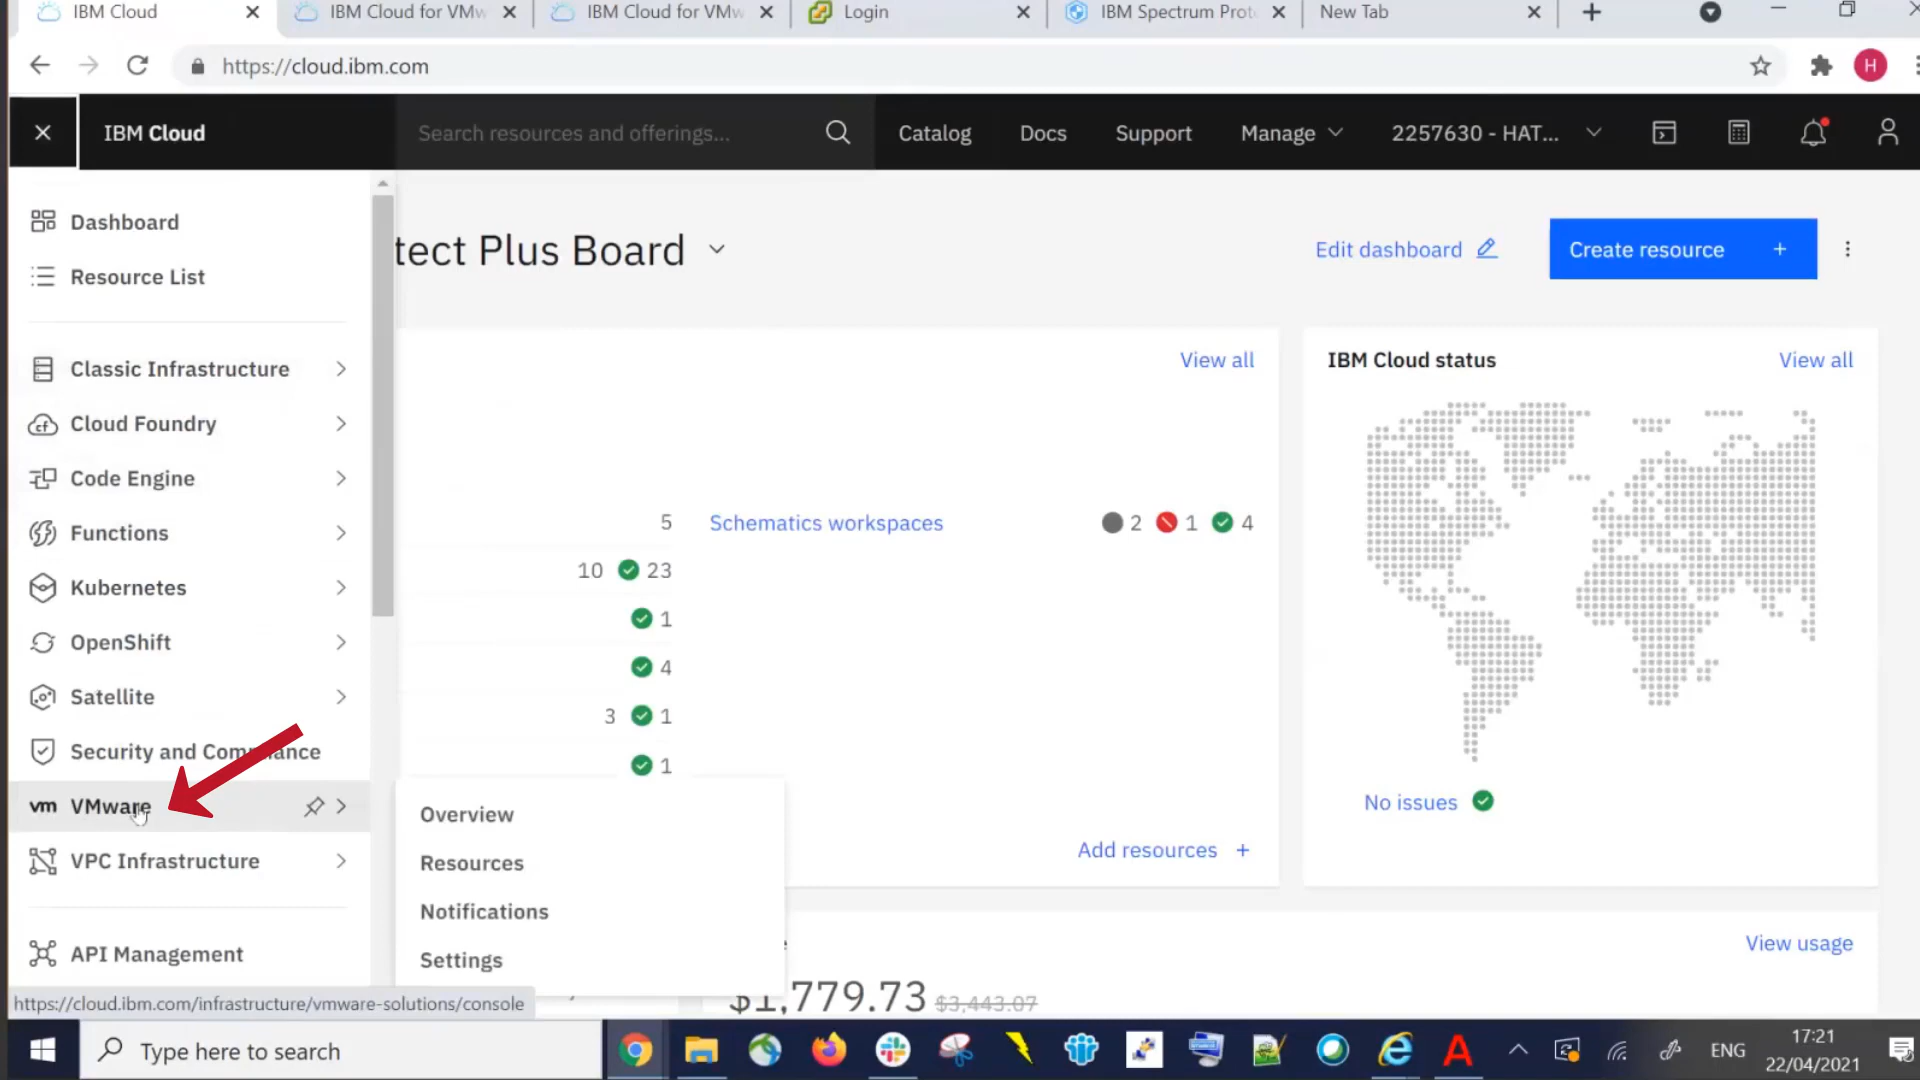 IBM Cloud
IBM Cloud for VMw
IBM Cloud for VMw
Login
IBM Spectrum Prot
New Tab
https://cloud.ibm.com
H
IBM Cloud
Search resources and offerings...
Catalog
Docs
Support
Manage
2257630 - HAT...
Dashboard
Resource List
Classic Infrastructure
Cloud Foundry
Code Engine
Functions
Kubernetes
OpenShift
Satellite
Security and Compliance
vm VMware
VPC Infrastructure
API Management
https://cloud.ibm.com/infrastructure/vmware-solutions/console
Overview
Resources
Notifications
Settings
tect Plus Board
Edit dashboard
Create resource +
View all
5
10 23
1
4
3 1
1
Schematics workspaces
2 1 4
Add resources +
IBM Cloud status
View all
No issues
View usage
$1,779.73 $3,443.07
Type here to search
ENG
17:21
22/04/2021